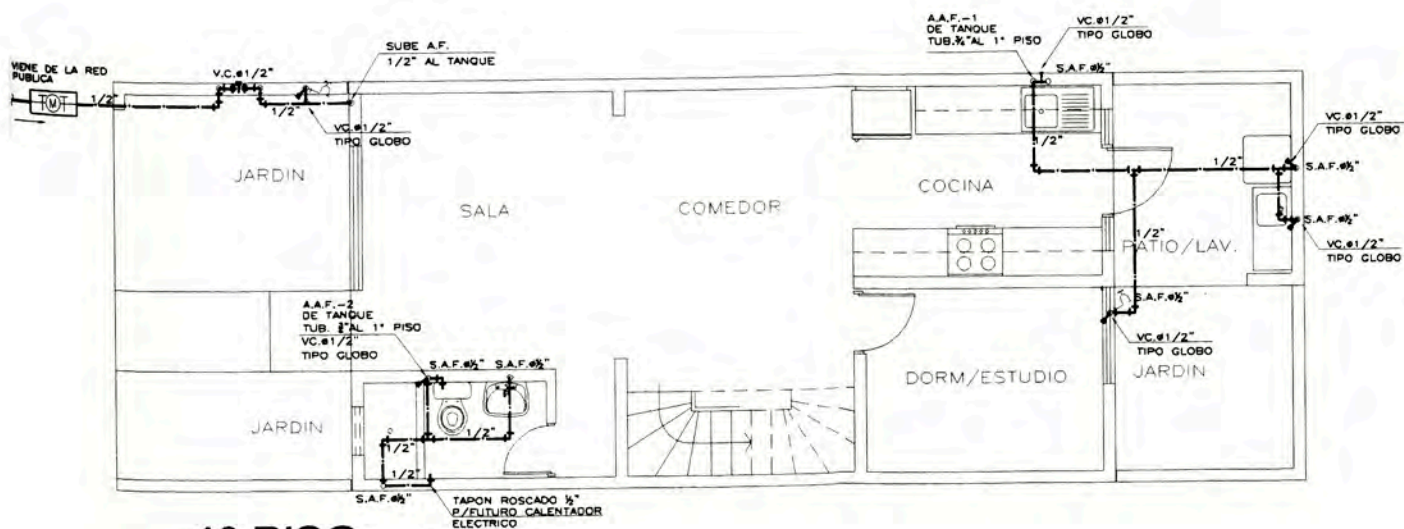 A.A.F.-1
DE TANQUE
TUB.¾"AL 1° PISO
VC.ø1/2"
TIPO GLOBO
SUBE A.F.
1/2" AL TANQUE
VIENE DE LA RED
PUBLICA
V.C.ø1/2"
S.A.F.ø½"
1/2"
M
1/2"
VC.ø1/2"
TIPO GLOBO
VC.ø1/2"
TIPO GLOBO
1/2"
1/2"
S.A.F.ø½"
JARDIN
COCINA
SALA
COMEDOR
S.A.F.ø½"
1/2"
PATIO/LAV.
VC.ø1/2"
TIPO GLOBO
A.A.F.-2
DE TANQUE
AL 1° PISO
VC.ø1/2"
TIPO GLOBO
S.A.F.ø½"
VC.ø1/2"
TIPO GLOBO
S.A.F.ø½"
S.A.F.ø½"
DORM/ESTUDIO
JARDIN
JARDIN
1/2"
1/2"
1/2"
S.A.F.ø½"
TAPON ROSCADO ½"
P/FUTURO CALENTADOR
ELECTRICO